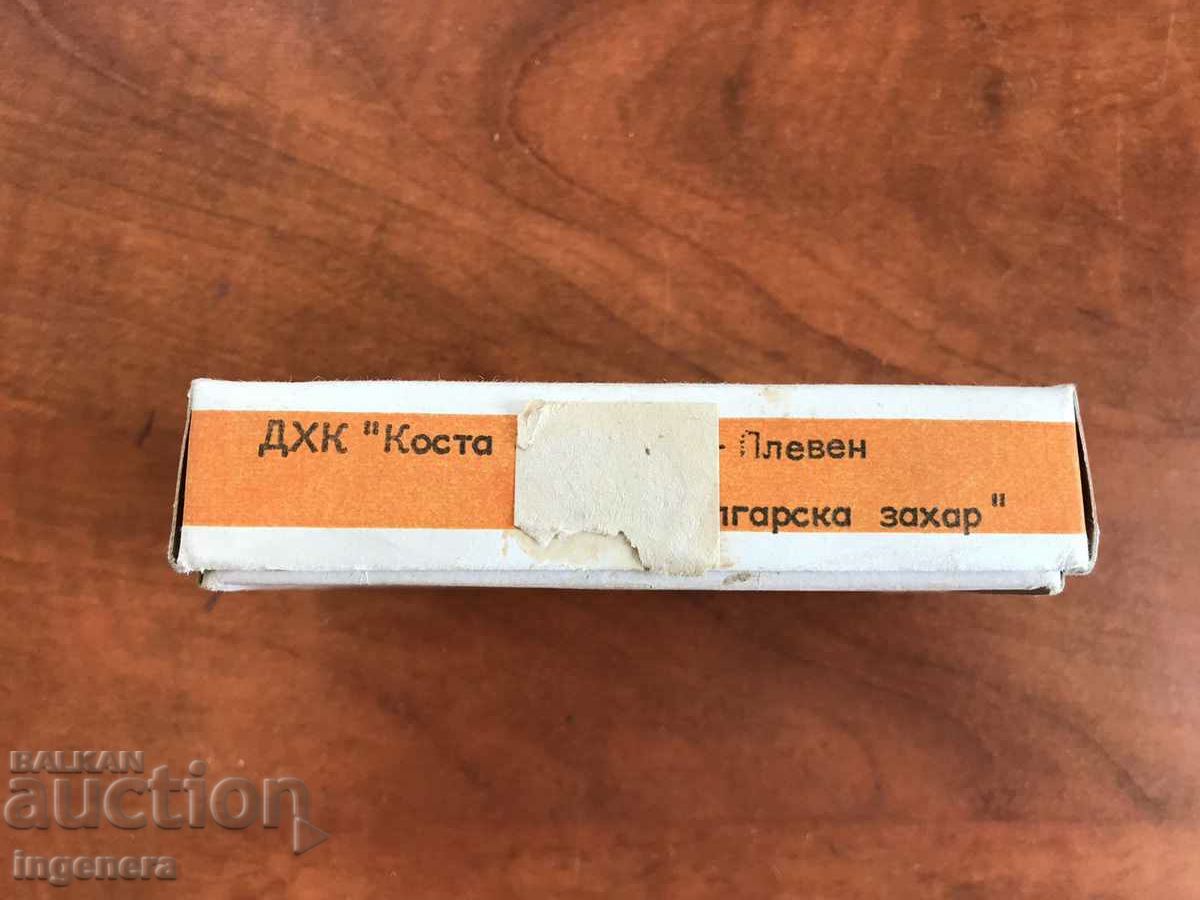 ДХК "Коста - Плевен
лгарска захар"
BALKAN
auction
ingenera